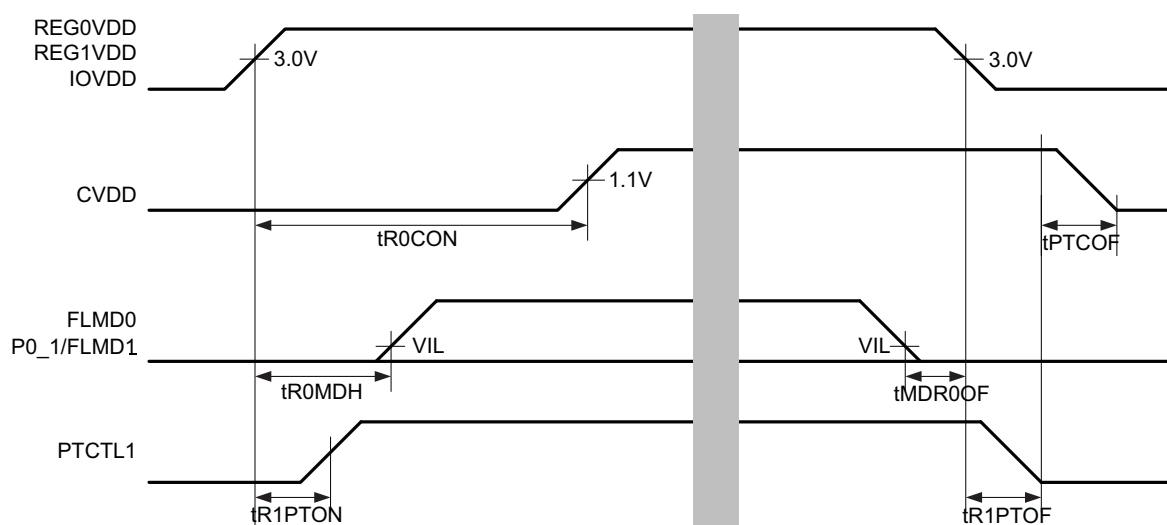 REG0VDD
REG1VDD
IOVDD
3.0V
3.0V
CVDD
1.1V
tR0CON
tPTCOF
FLMD0
P0_1/FLMD1
VIL
VIL
tR0MDH
tMDR0OF
PTCTL1
tR1PTON
tR1PTOF